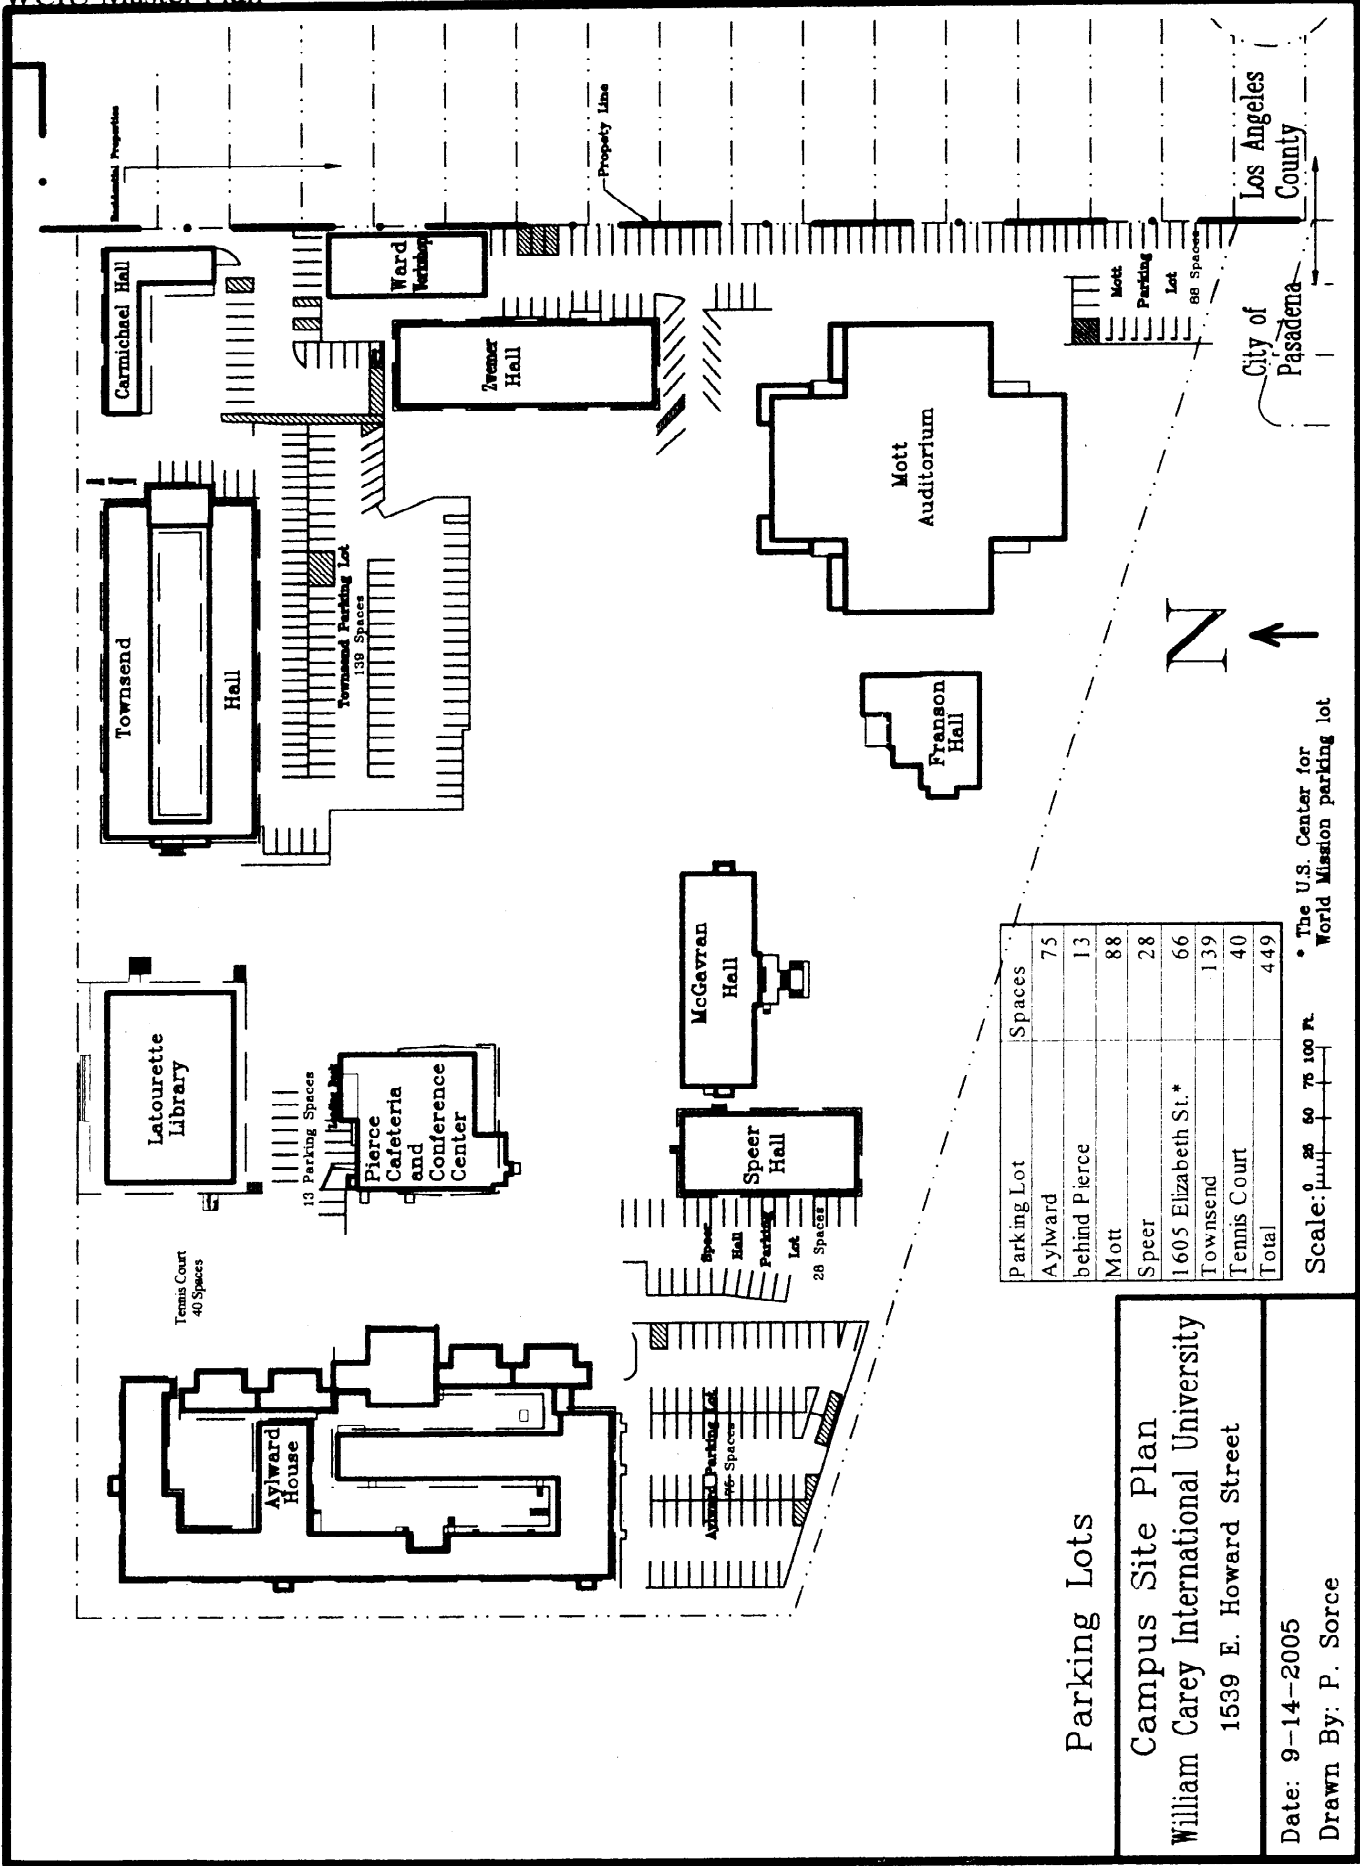 Residential Properties
Propety Line
Los Angeles
County
City of
Pasadena
Carmichael Hall
Ward
Workshop
Zwemer
Hall
Mott
Parking
Lot
88 Spaces
Mott
Auditorium
Townsend
Hall
Townsend Parking Lot
139 Spaces
Franson
Hall
N
Latourette
Library
13 Parking Spaces
Pierce
Cafeteria
and
Conference
Center
McGavran
Hall
Speer
Hall
Speer
Hall
Parking
Lot
28 Spaces
Tennis Court
40 Spaces
Aylward
House
Aylward Parking Lot
75 Spaces
Parking Lot Spaces
Aylward 75
behind Pierce 13
Mott 88
Speer 28
1605 Elizabeth St.* 66
Townsend 139
Tennis Court 40
Total 449
* The U.S. Center for
World Mission parking lot
Scale: 0 25 50 75 100 Ft.
Parking Lots
Campus Site Plan
William Carey International University
1539 E. Howard Street
Date: 9-14-2005
Drawn By: P. Sorce